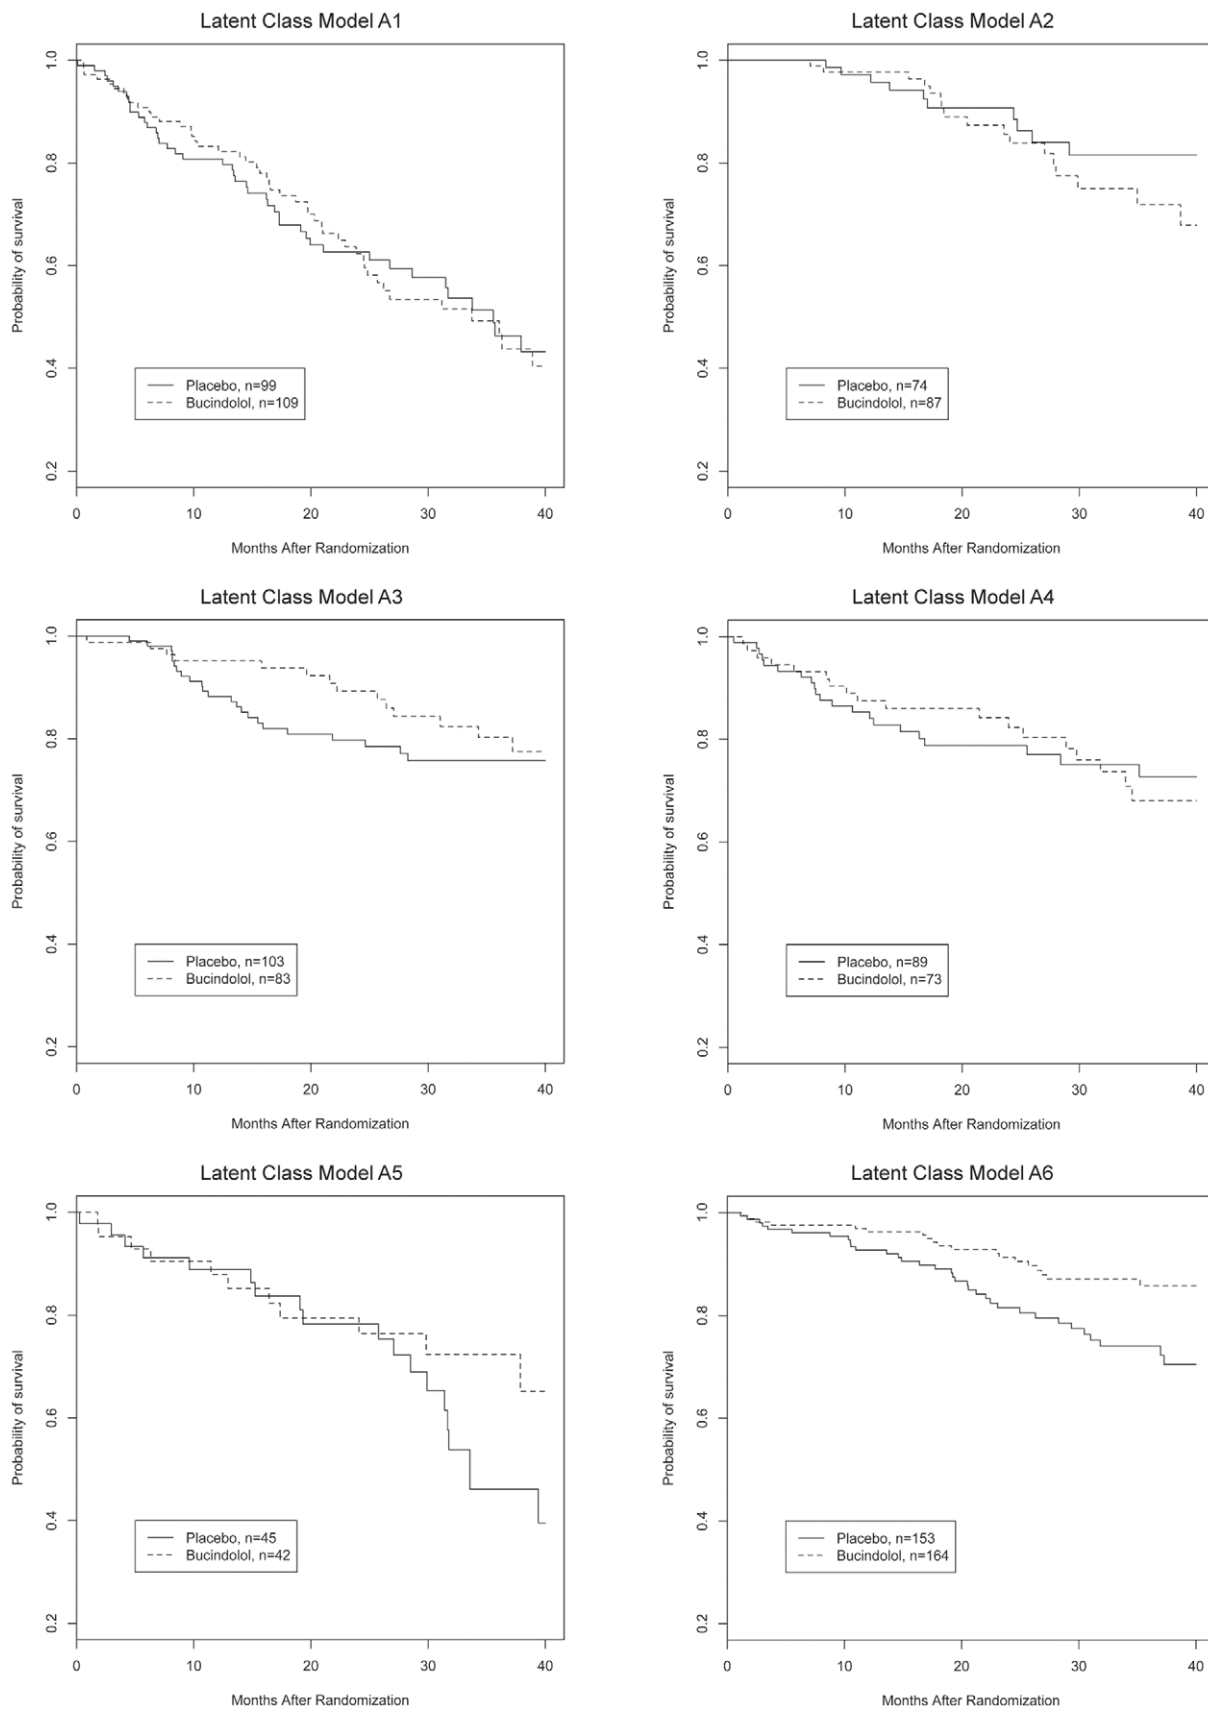 Latent Class Model A1
Probability of survival
1.0
0.8
0.6
0.4
0.2
Placebo, n=99
Bucindolol, n=109
0 10 20 30 40
Months After Randomization
Latent Class Model A2
Probability of survival
1.0
0.8
0.6
0.4
0.2
Placebo, n=74
Bucindolol, n=87
0 10 20 30 40
Months After Randomization
Latent Class Model A3
Probability of survival
1.0
0.8
0.6
0.4
0.2
Placebo, n=103
Bucindolol, n=83
0 10 20 30 40
Months After Randomization
Latent Class Model A4
Probability of survival
1.0
0.8
0.6
0.4
0.2
Placebo, n=89
Bucindolol, n=73
0 10 20 30 40
Months After Randomization
Latent Class Model A5
Probability of survival
1.0
0.8
0.6
0.4
0.2
Placebo, n=45
Bucindolol, n=42
0 10 20 30 40
Months After Randomization
Latent Class Model A6
Probability of survival
1.0
0.8
0.6
0.4
0.2
Placebo, n=153
Bucindolol, n=164
0 10 20 30 40
Months After Randomization